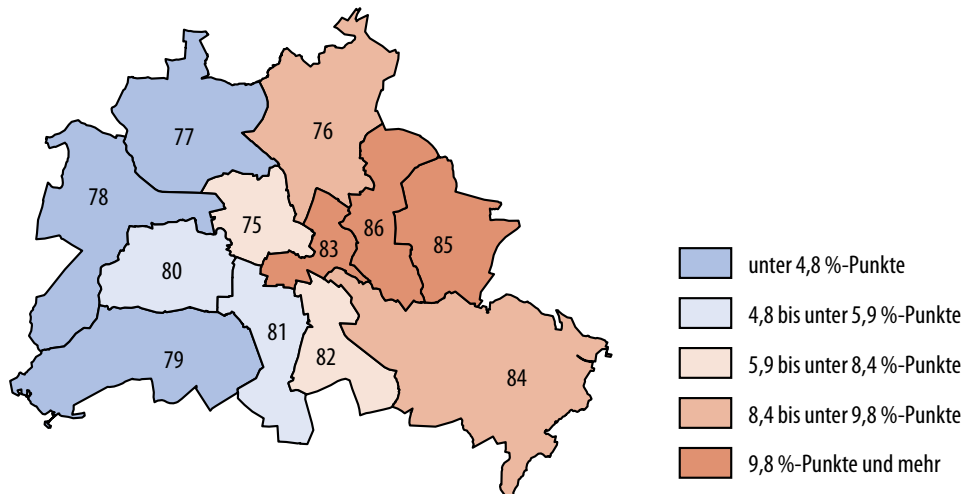 76
77
78
75
86
83
85
80
81
82
79
84
unter 4,8 %-Punkte
4,8 bis unter 5,9 %-Punkte
5,9 bis unter 8,4 %-Punkte
8,4 bis unter 9,8 %-Punkte
9,8 %-Punkte und mehr